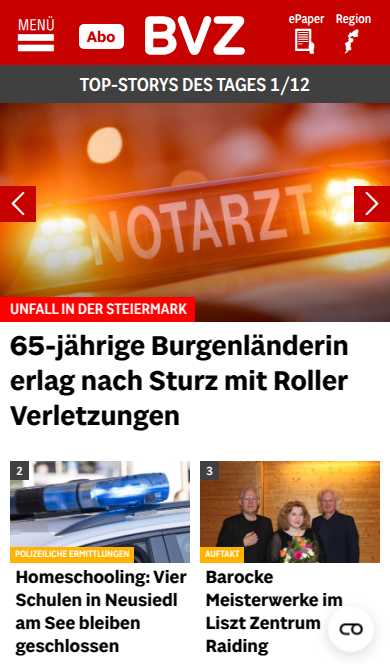 MENÜ
Abo
BVZ
ePaper
Region
TOP-STORYS DES TAGES 1/12
NOTARZT
UNFALL IN DER STEIERMARK
65-jährige Burgenländerin
erlag nach Sturz mit Roller
Verletzungen
2
POLIZEILICHE ERMITTLUNGEN
Homeschooling: Vier
Schulen in Neusiedl
am See bleiben
geschlossen
3
AUFTAKT
Barocke
Meisterwerke im
Liszt Zentrum
Raiding